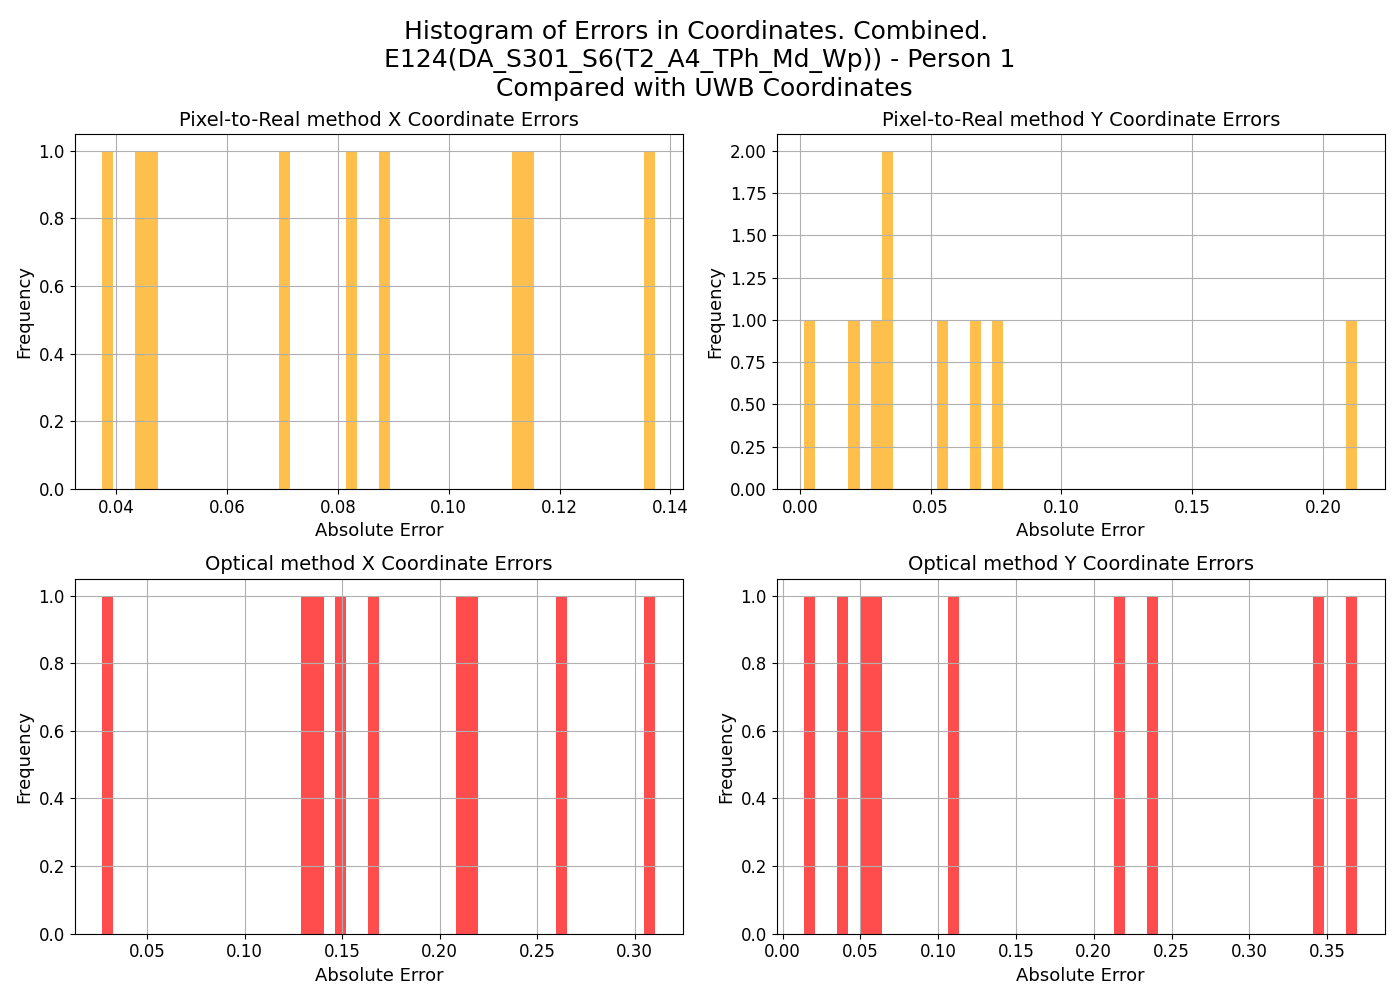 Histogram of Errors in Coordinates. Combined.
E124(DA_S301_S6(T2_A4_TPh_Md_Wp)) - Person 1
Compared with UWB Coordinates
Pixel-to-Real method X Coordinate Errors
1.0
0.8
0.6
0.4
0.2
0.0
Frequency
0.04 0.06 0.08 0.10 0.12 0.14
Absolute Error
Pixel-to-Real method Y Coordinate Errors
2.00
1.75
1.50
1.25
1.00
0.75
0.50
0.25
0.00
Frequency
0.00 0.05 0.10 0.15 0.20
Absolute Error
Optical method X Coordinate Errors
1.0
0.8
0.6
0.4
0.2
0.0
Frequency
0.05 0.10 0.15 0.20 0.25 0.30
Absolute Error
Optical method Y Coordinate Errors
1.0
0.8
0.6
0.4
0.2
0.0
Frequency
0.00 0.05 0.10 0.15 0.20 0.25 0.30 0.35
Absolute Error